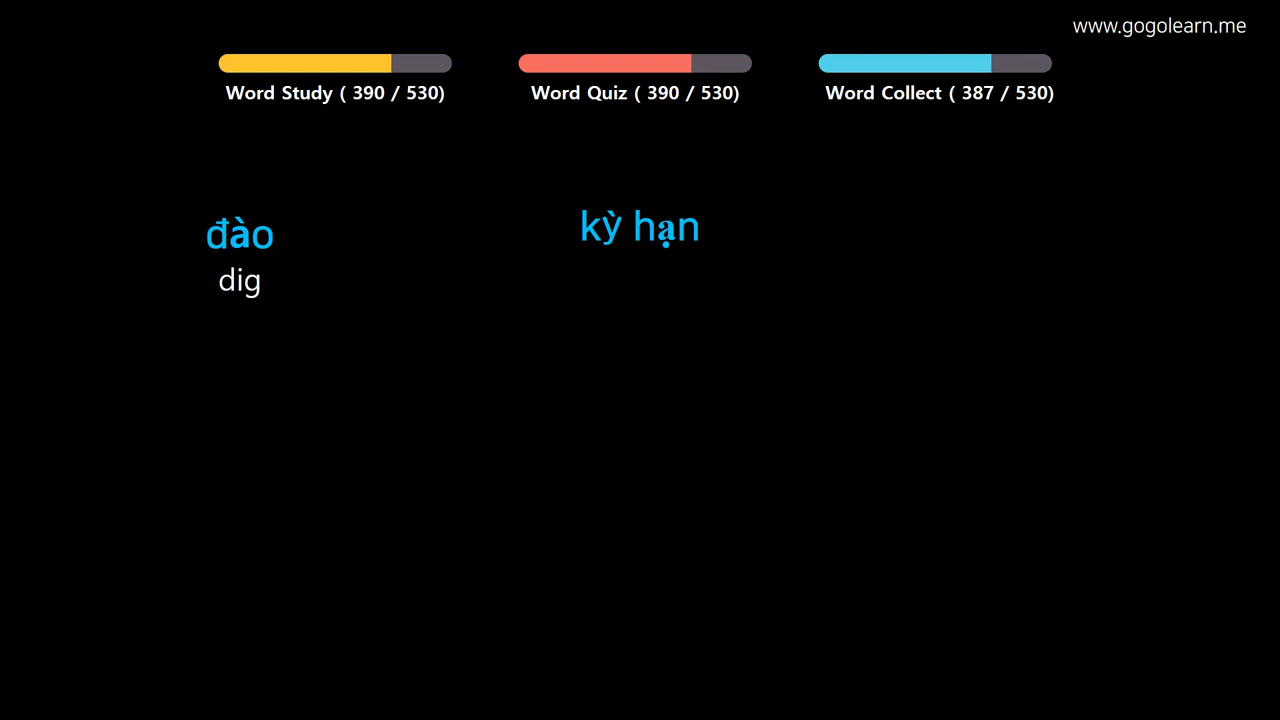 www.gogolearn.me
Word Study ( 390 / 530)
Word Quiz ( 390 / 530)
Word Collect ( 387 / 530)
đào
dig
kỳ hạn